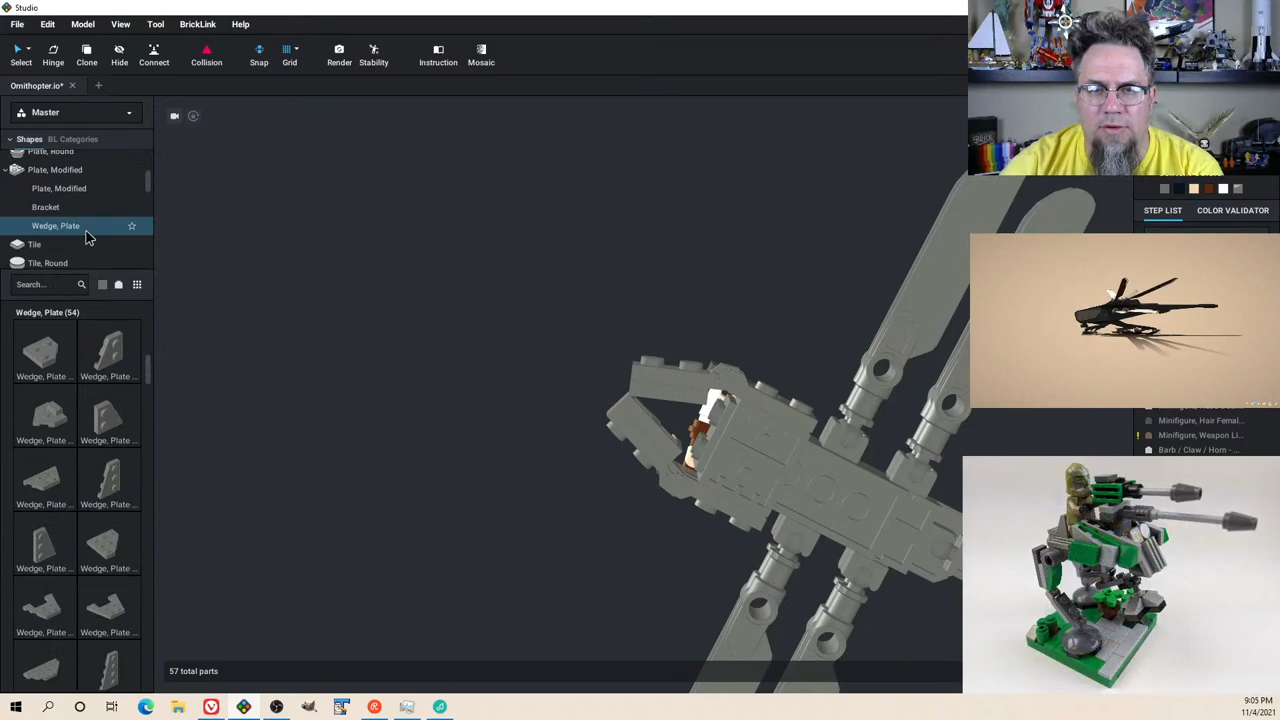 Studio
File Edit Model View Tool BrickLink Help
Select Hinge Clone Hide Connect Collision Snap Grid Render Stability Instruction Mosaic
Ornithopter.io*
Master
Shapes BL Categories
Plate, Round
Plate, Modified
Plate, Modified
Bracket
Wedge, Plate
Tile
Tile, Round
Search...
Wedge, Plate (54)
Wedge, Plate ... Wedge, Plate ...
Wedge, Plate ... Wedge, Plate ...
Wedge, Plate ... Wedge, Plate ...
Wedge, Plate ... Wedge, Plate ...
Wedge, Plate ... Wedge, Plate ...
STEP LIST COLOR VALIDATOR
Minifigure, Hair Femal...
Minifigure, Weapon Li...
Barb / Claw / Horn - ...
57 total parts
9:05 PM
11/4/2021